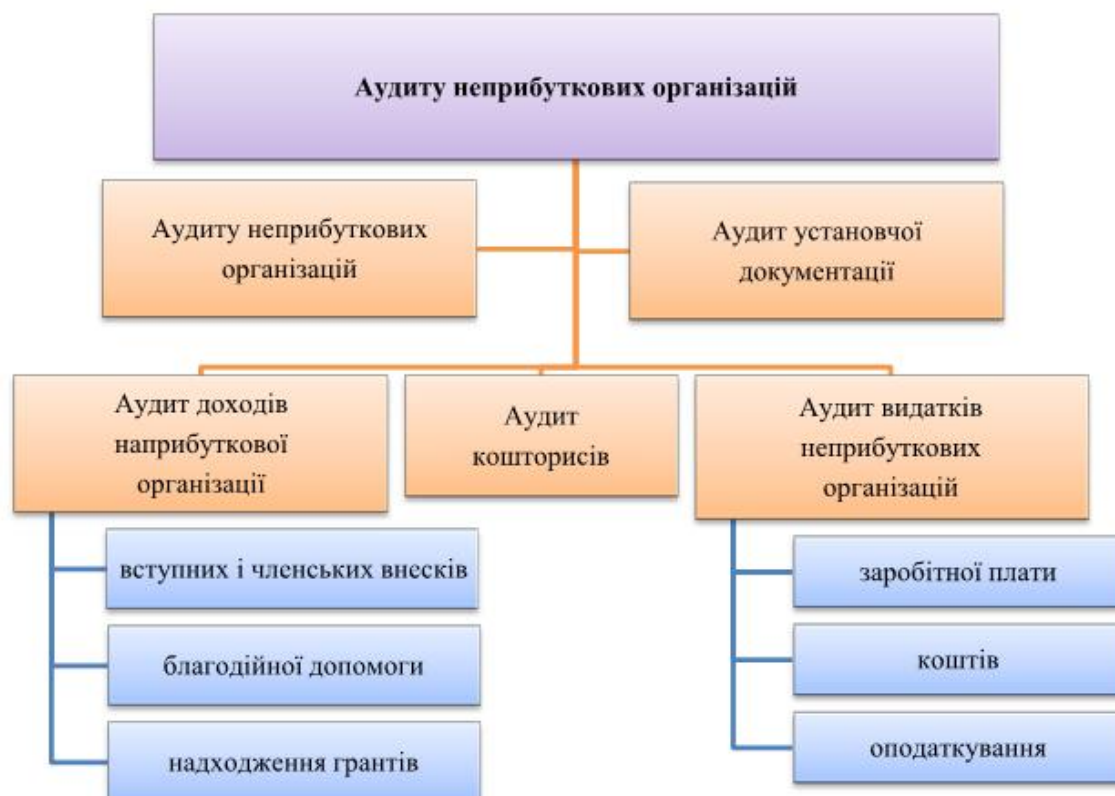 Аудиту неприбуткових організацій
Аудиту неприбуткових
організацій
Аудит установчої
документації
Аудит доходів
наприбуткової
організації
Аудит
кошторисів
Аудит видатків
неприбуткових
організацій
вступних і членських внесків
благодійної допомоги
надходження грантів
заробітної плати
коштів
оподаткування